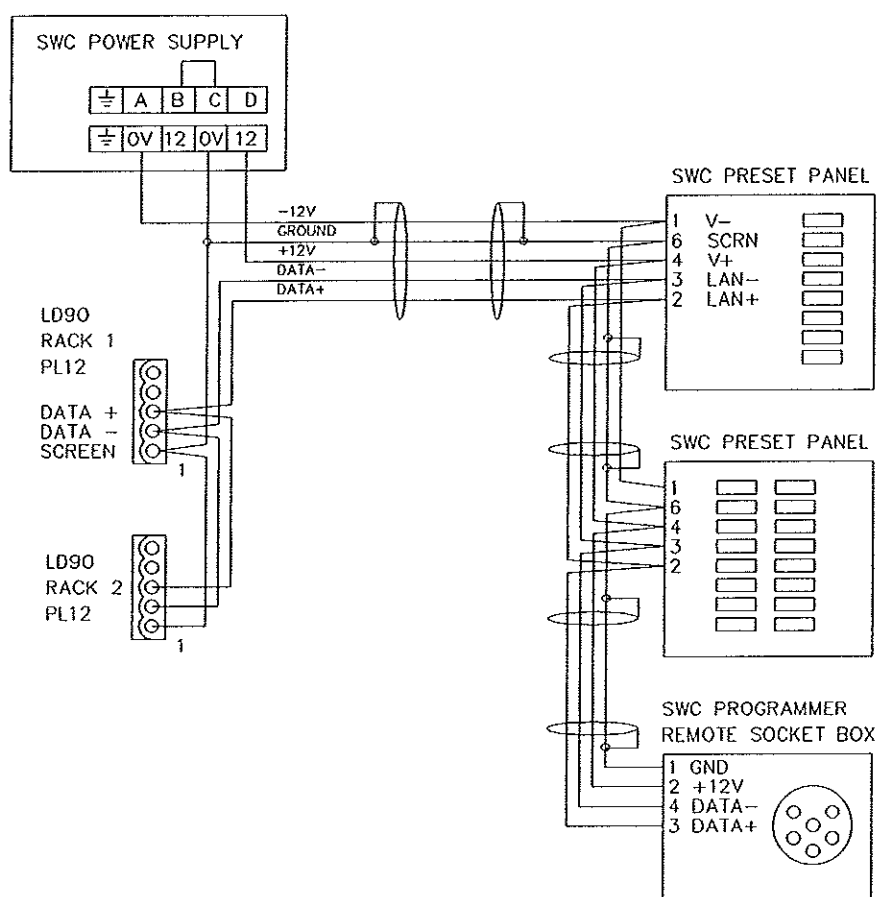 SWC POWER SUPPLY
A B C D
0V 12 0V 12
-12V
GROUND
+12V
DATA-
DATA+
SWC PRESET PANEL
1 V-
6 SCRN
4 V+
3 LAN-
2 LAN+
LD90
RACK 1
PL12
DATA +
DATA -
SCREEN
1
SWC PRESET PANEL
1
6
4
3
2
LD90
RACK 2
PL12
1
SWC PROGRAMMER
REMOTE SOCKET BOX
1 GND
2 +12V
4 DATA-
3 DATA+